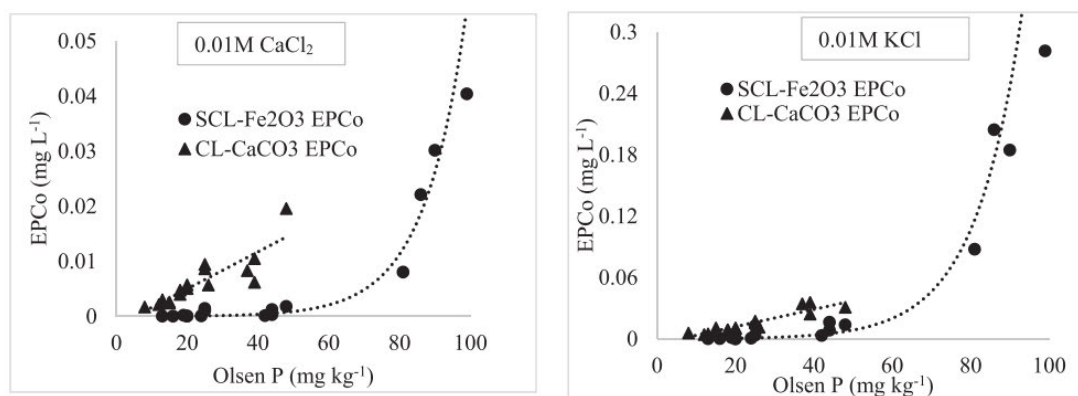 0.05
0.04
0.03
0.02
0.01
0
EPCo (mg L⁻¹)
0.01M CaCl₂
SCL-Fe2O3 EPCo
CL-CaCO3 EPCo
0 20 40 60 80 100
Olsen P (mg kg⁻¹)
0.3
0.24
0.18
0.12
0.06
0
EPCo (mg L⁻¹)
0.01M KCl
SCL-Fe2O3 EPCo
CL-CaCO3 EPCo
0 20 40 60 80 100
Olsen P (mg kg⁻¹)